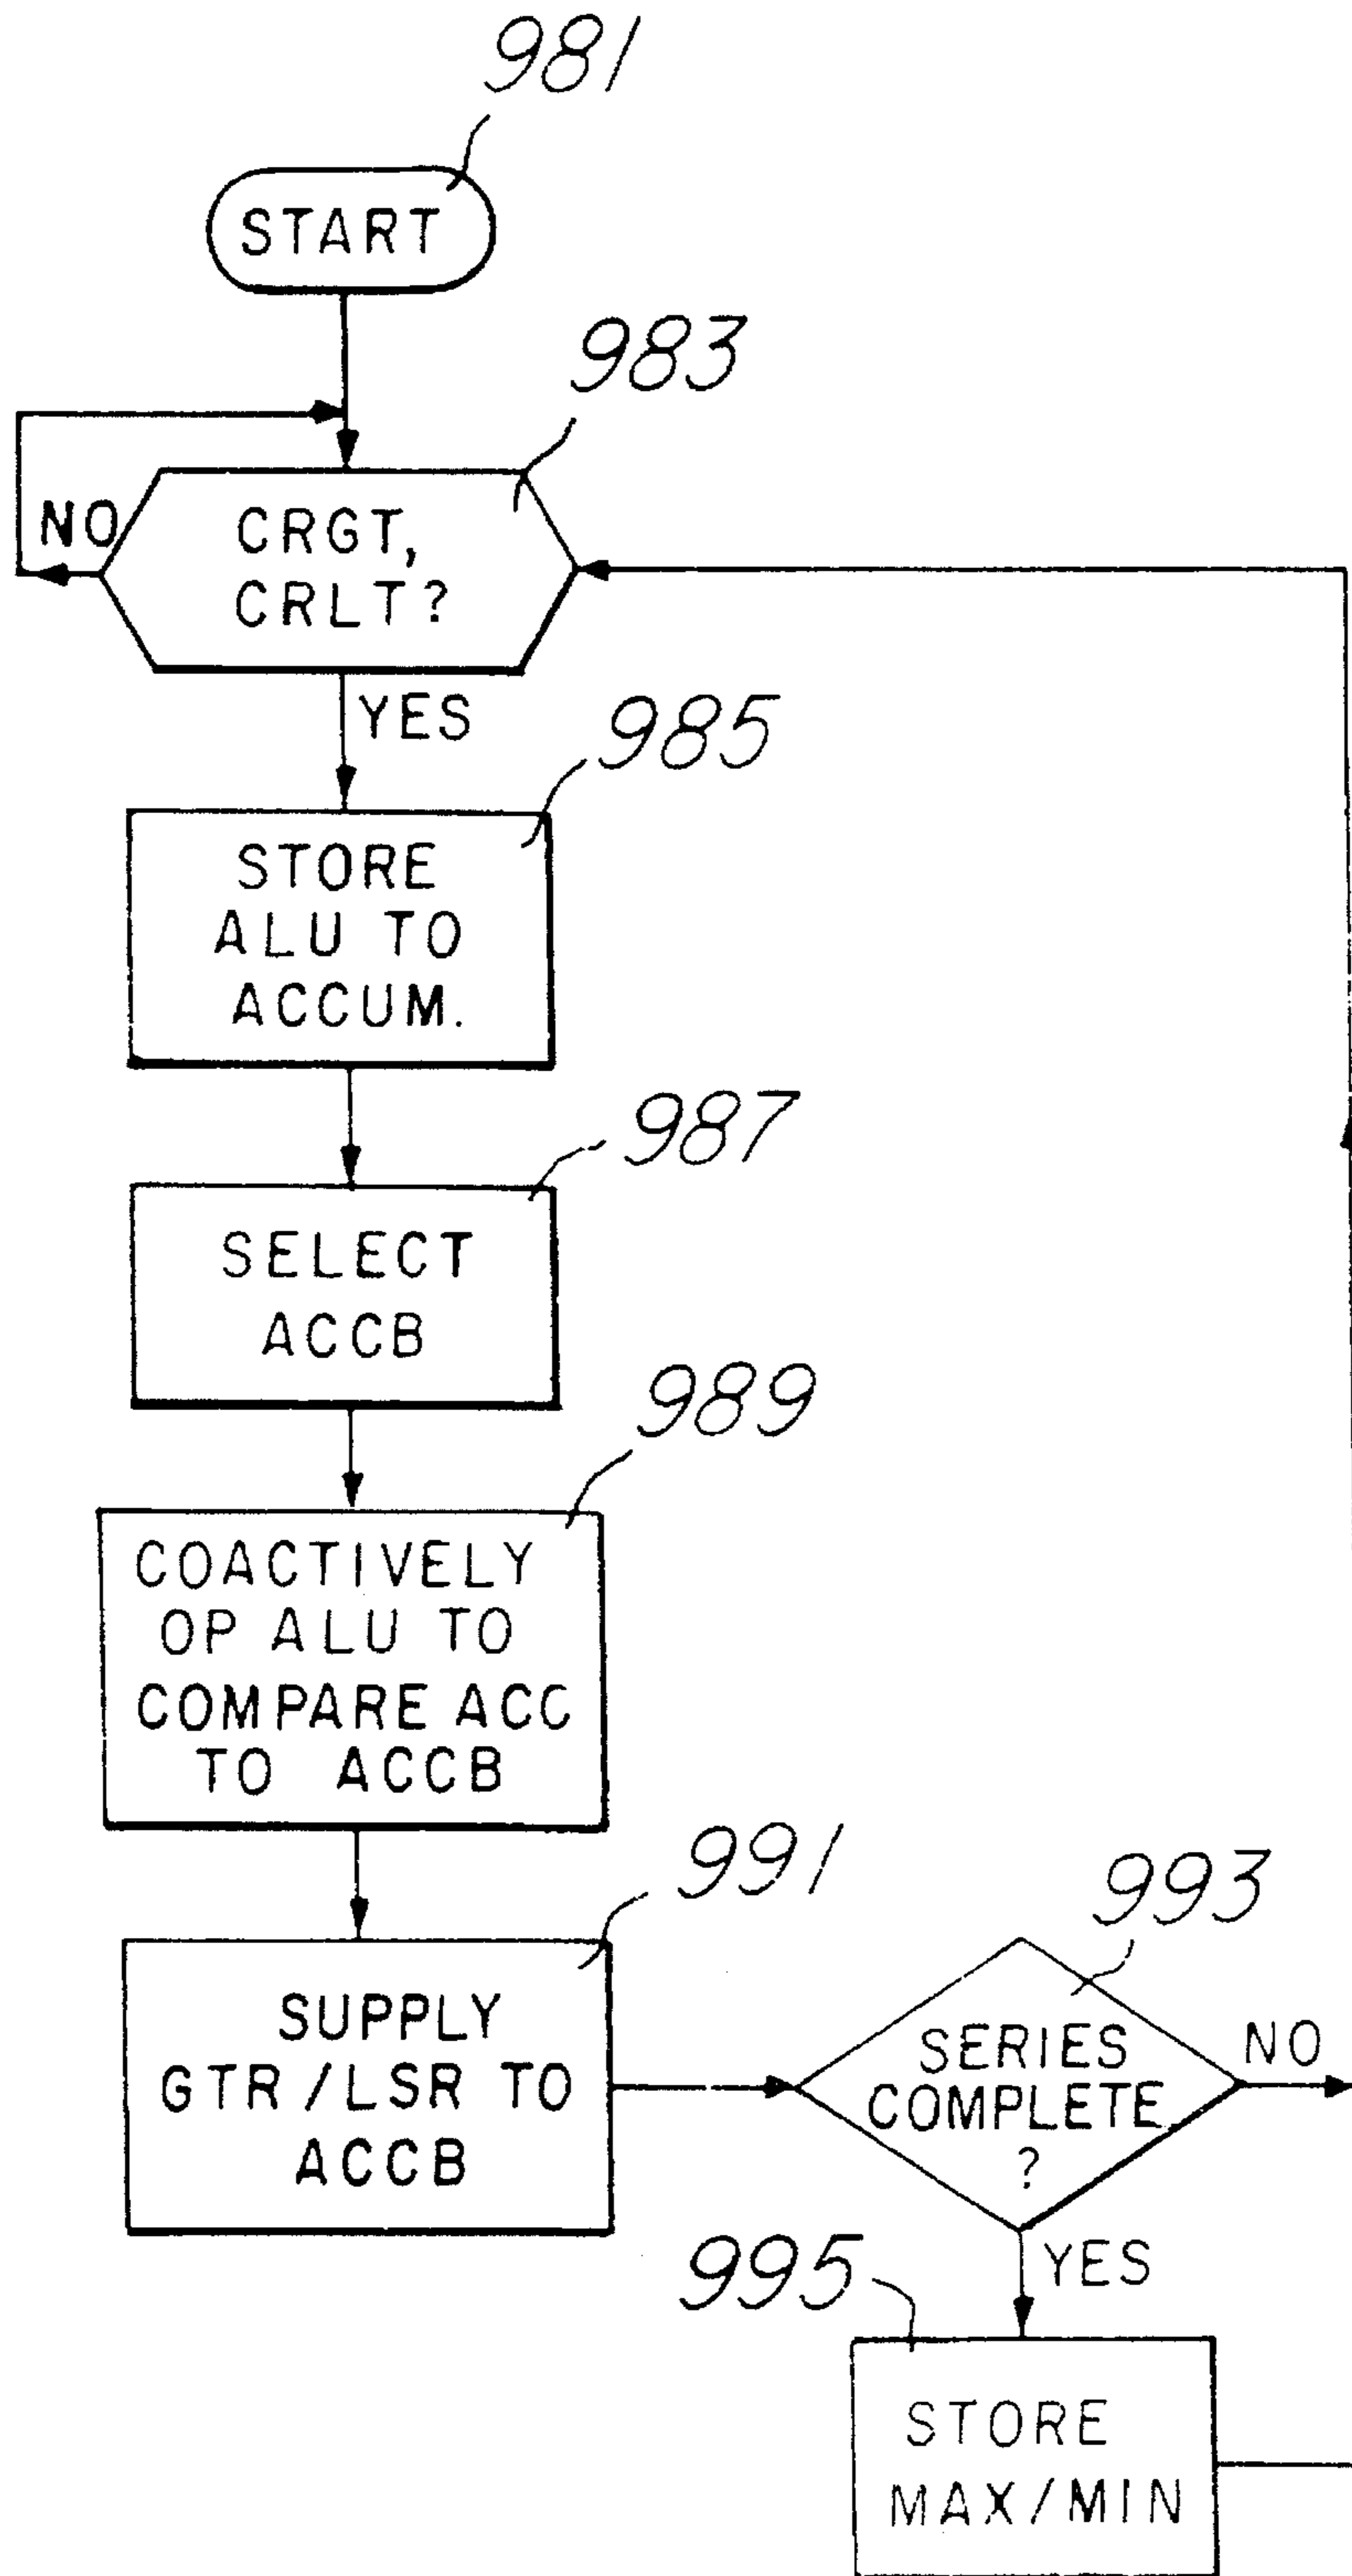 981
START
983
NO
CRGT,
CRLT?
YES
985
STORE
ALU TO
ACCUM.
987
SELECT
ACCB
989
COACTIVELY
OP ALU TO
COMPARE ACC
TO ACCB
991
SUPPLY
GTR/LSR TO
ACCB
993
SERIES
COMPLETE
?
NO
YES
995
STORE
MAX/MIN